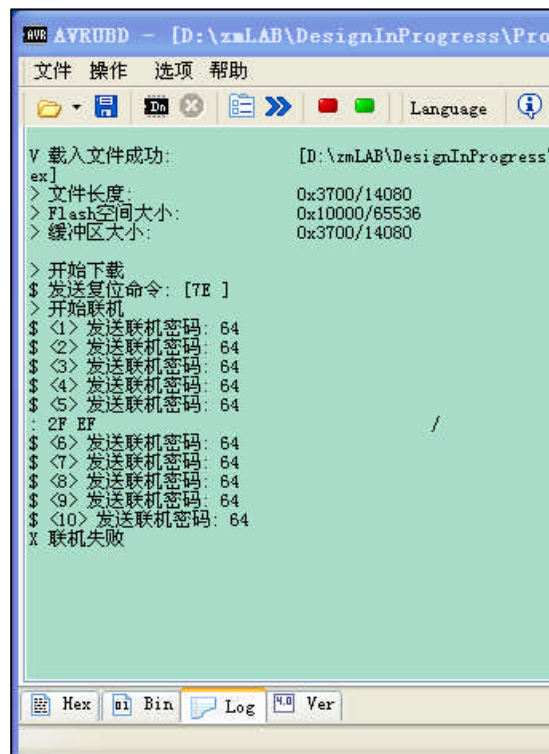 AVRUBD - [D:\zmLAB\DesignInProgress\Pro
文件 操作 选项 帮助
Dn Language
V 载入文件成功: [D:\zmLAB\DesignInProgress\
ex]
> 文件长度: 0x3700/14080
> Flash空间大小: 0x10000/65536
> 缓冲区大小: 0x3700/14080
> 开始下载
$ 发送复位命令: [7E ]
> 开始联机
$ <1> 发送联机密码: 64
$ <2> 发送联机密码: 64
$ <3> 发送联机密码: 64
$ <4> 发送联机密码: 64
$ <5> 发送联机密码: 64
: 2F EF /
$ <6> 发送联机密码: 64
$ <7> 发送联机密码: 64
$ <8> 发送联机密码: 64
$ <9> 发送联机密码: 64
$ <10> 发送联机密码: 64
X 联机失败
Hex 01 Bin Log 4.0 Ver